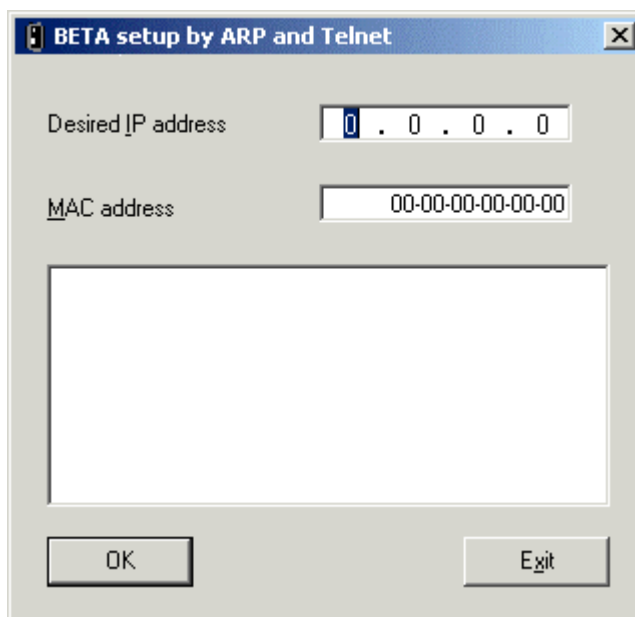 BETA setup by ARP and Telnet
Desired IP address 0 . 0 . 0 . 0
MAC address 00-00-00-00-00-00
OK Exit